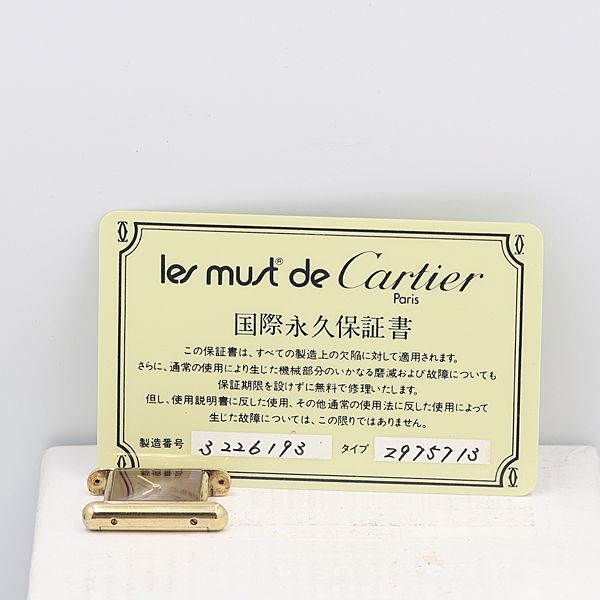 les must® de Cartier
Paris
国際永久保証書
この保証書は、すべての製造上の欠陥に対して適用されます。
さらに、通常の使用により生じた機械部分のいかなる磨滅および故障についても
保証期限を設けずに無料で修理いたします。
但し、使用説明書に反した使用、その他通常の使用法に反した使用によって
生じた故障については、この限りではありません。
製造番号 3226193 タイプ 2975713